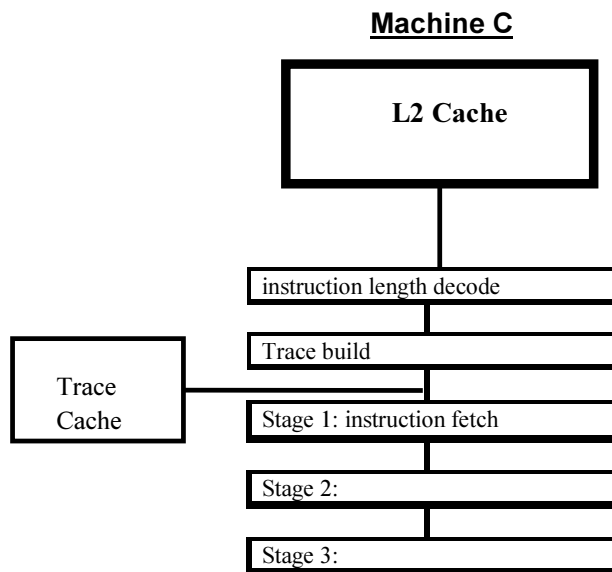 Machine C
L2 Cache
instruction length decode
Trace build
Trace
Cache
Stage 1: instruction fetch
Stage 2:
Stage 3: